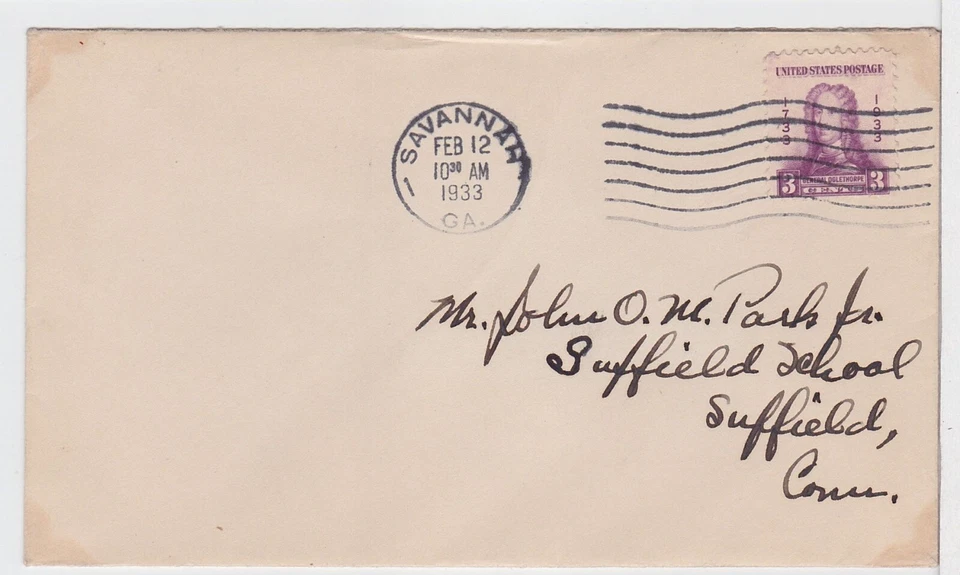 UNITED STATES POSTAGE
1733
1933
3 GENERAL OGLETHORPE 3
CENTS
SAVANNAH
FEB 12
10³⁰ AM
1933
GA.
Mr. John O. M. Park Jr.
Suffield School
Suffield,
Conn.